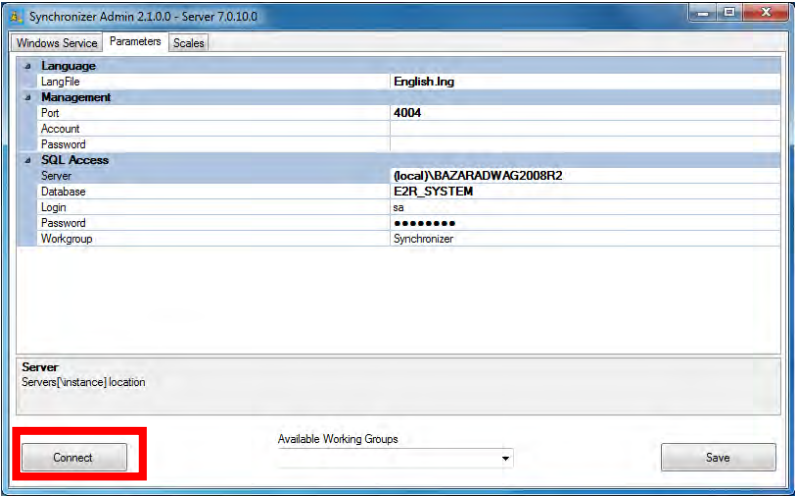 Synchronizer Admin 2.1.0.0 - Server 7.0.10.0
Windows Service Parameters Scales
Language
LangFile English.lng
Management
Port 4004
Account
Password
SQL Access
Server (local)\BAZARADWAG2008R2
Database E2R_SYSTEM
Login sa
Password ●●●●●●●●
Workgroup Synchronizer
Server
Servers[\instance] location
Available Working Groups
Connect Save